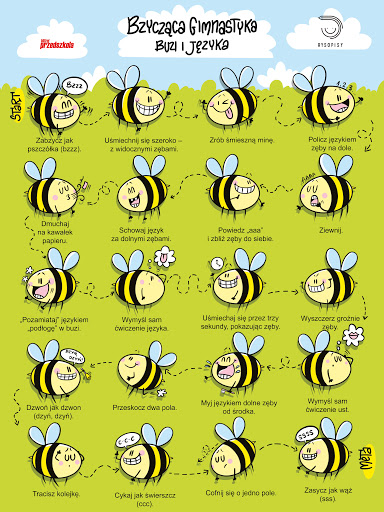 Bliżej
przedszkola
Bzycząca Gimnastyka
Buzi i Języka
RYSOPISY
START
Bzzz
1, 2, 3
Zabzycz jak
pszczółka (bzzz).
Uśmiechnij się szeroko –
z widocznymi zębami.
Zrób śmieszną minę.
Policz językiem
zęby na dole.
Dmuchaj
na kawałek
papieru.
Schowaj język
za dolnymi zębami.
Powiedz „aaa”
i zbliż zęby do siebie.
Ziewnij.
„Pozamiataj” językiem
„podłogę” w buzi.
Wymyśl sam
ćwiczenie języka.
Uśmiechaj się przez trzy
sekundy, pokazując zęby.
Wyszczerz groźnie
zęby.
Dzwoń jak dzwon
(dzyń, dzyń).
Przeskocz dwa pola.
Myj językiem dolne zęby
od środka.
Wymyśl sam
ćwiczenie ust.
C-C-C
SSSS
META
Tracisz kolejkę.
Cykaj jak świerszcz
(ccc).
Cofnij się o jedno pole.
Zasycz jak wąż
(sss).